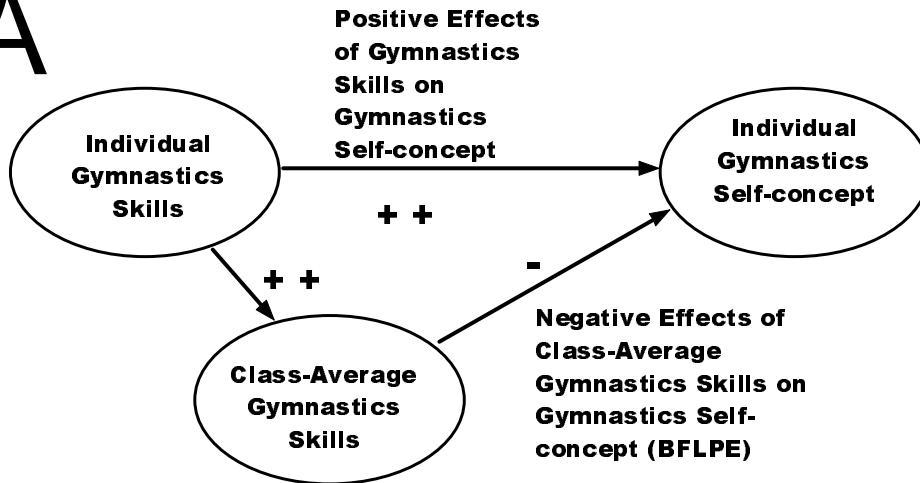 A
Positive Effects
of Gymnastics
Skills on
Gymnastics
Self-concept
Individual
Gymnastics
Skills
Individual
Gymnastics
Self-concept
+ +
+ +
-
Class-Average
Gymnastics
Skills
Negative Effects of
Class-Average
Gymnastics Skills on
Gymnastics Self-
concept (BFLPE)